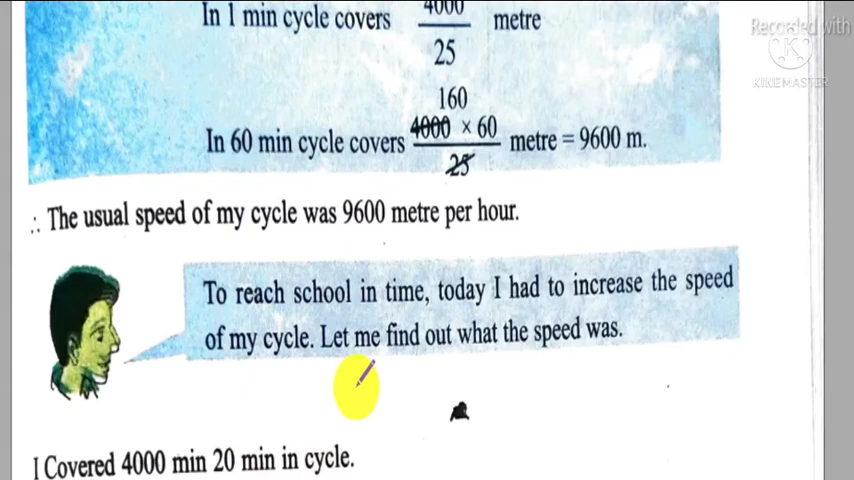 In 1 min cycle covers 4000 metre
25
160
In 60 min cycle covers 4000 × 60 metre = 9600 m.
25
∴ The usual speed of my cycle was 9600 metre per hour.
To reach school in time, today I had to increase the speed
of my cycle. Let me find out what the speed was.
I Covered 4000 min 20 min in cycle.
Recorded with
KINEMASTER